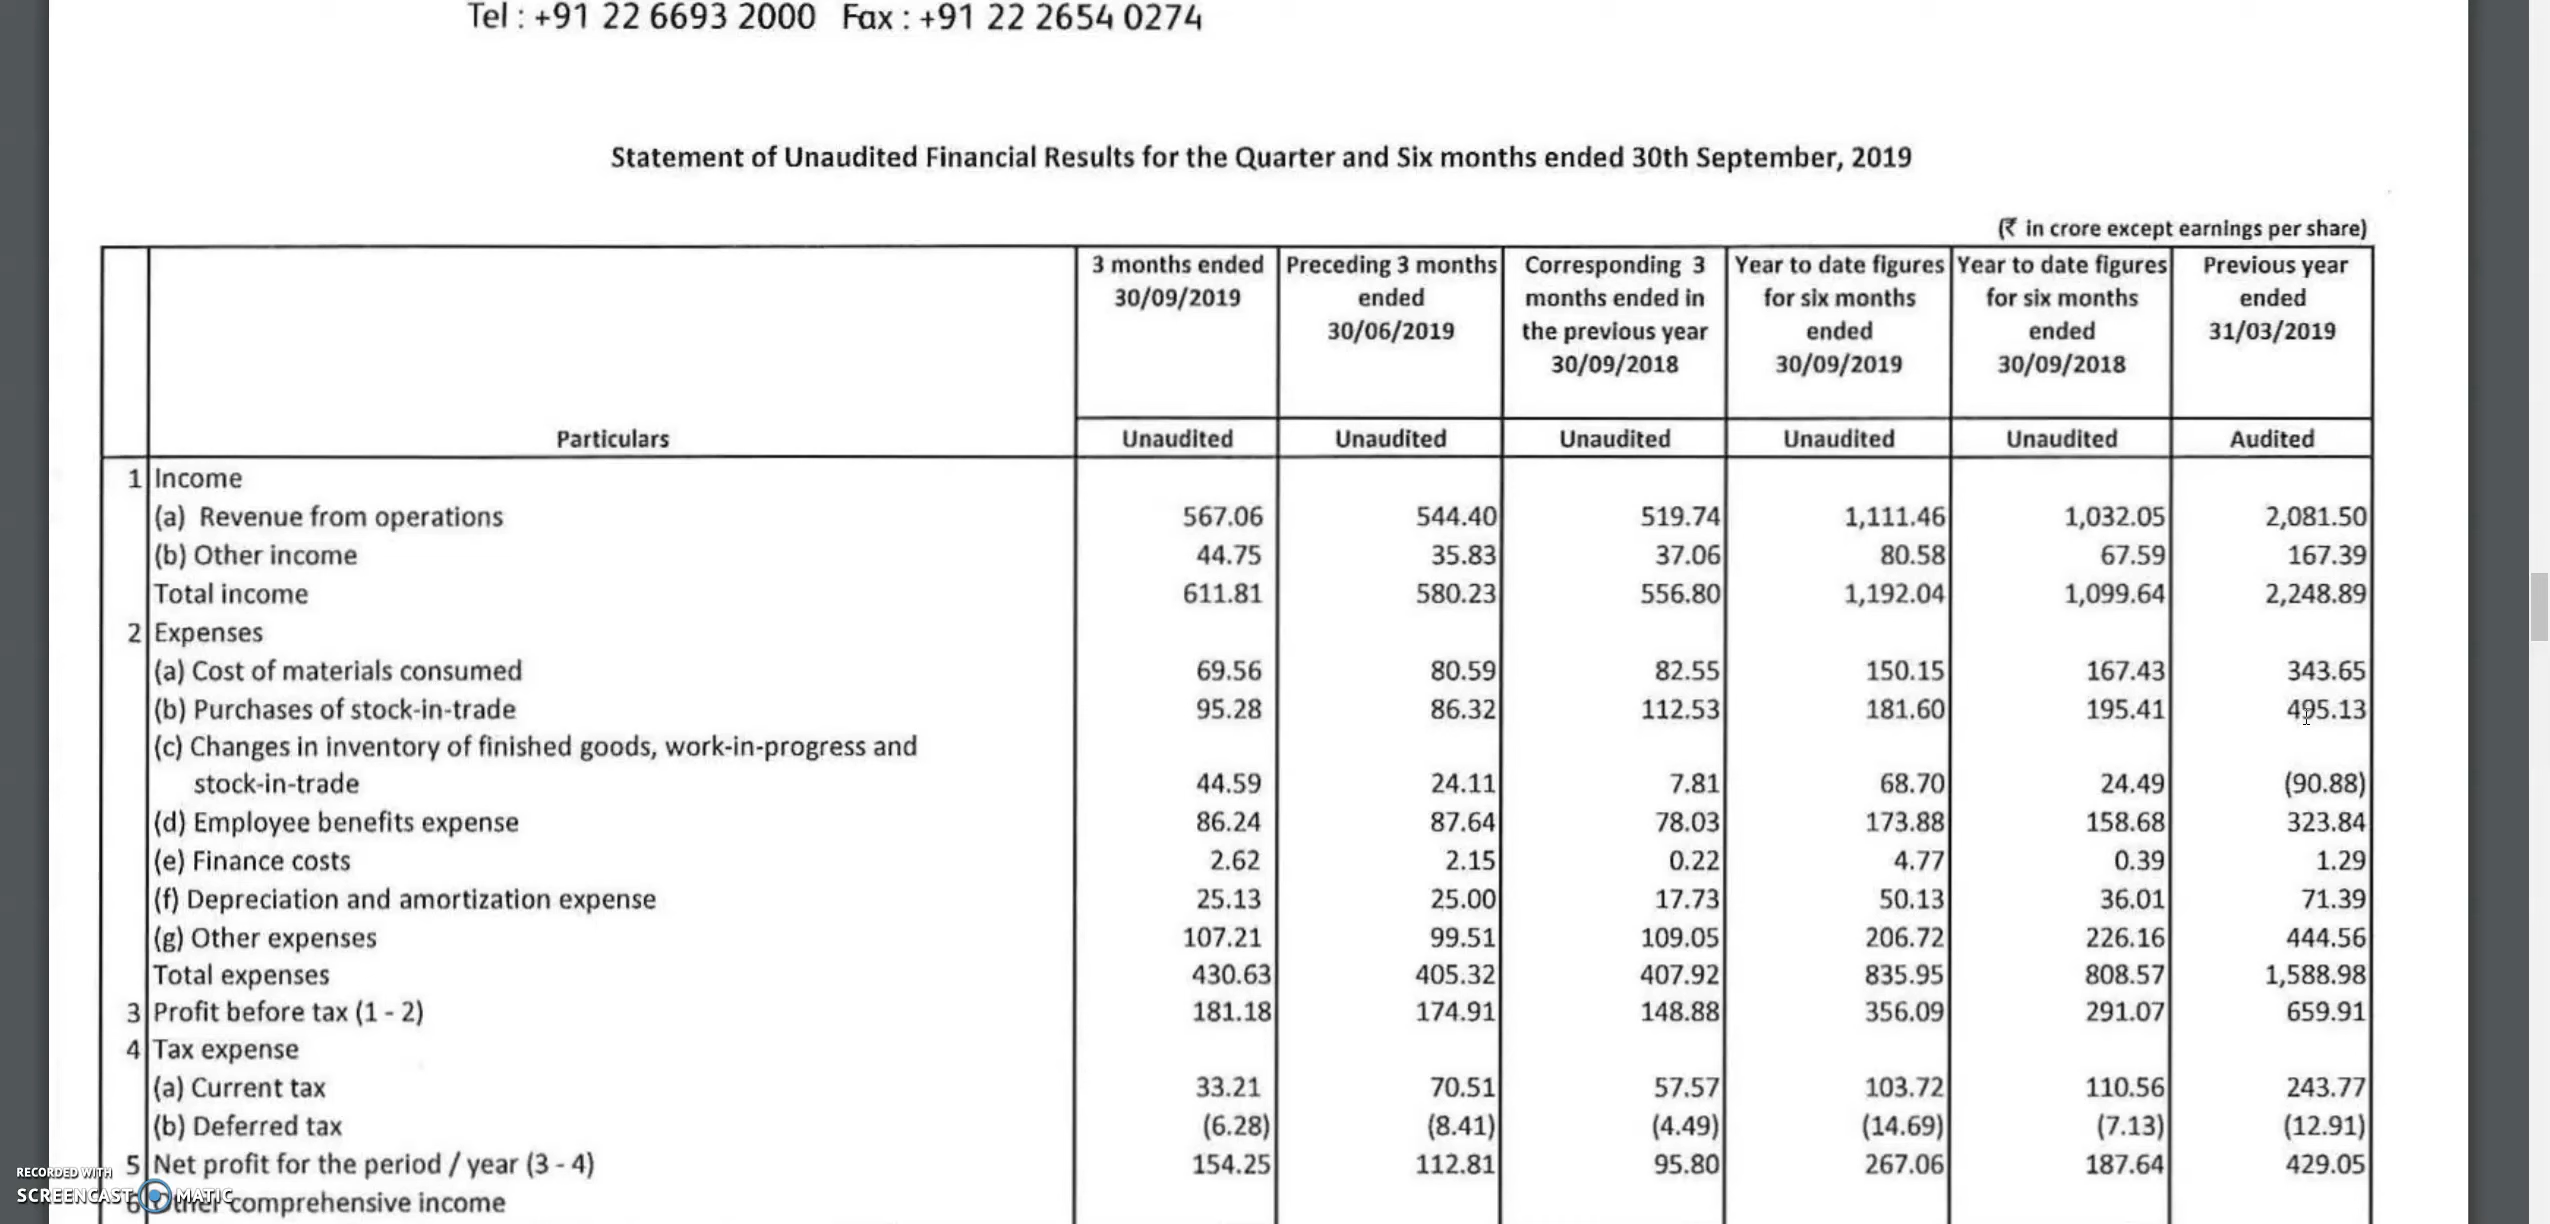 Tel : +91 22 6693 2000 Fax : +91 22 2654 0274
Statement of Unaudited Financial Results for the Quarter and Six months ended 30th September, 2019
(₹ in crore except earnings per share)
3 months ended 30/09/2019 Preceding 3 months ended 30/06/2019 Corresponding 3 months ended in the previous year 30/09/2018 Year to date figures for six months ended 30/09/2019 Year to date figures for six months ended 30/09/2018 Previous year ended 31/03/2019
Particulars Unaudited Unaudited Unaudited Unaudited Unaudited Audited
1 Income
(a) Revenue from operations 567.06 544.40 519.74 1,111.46 1,032.05 2,081.50
(b) Other income 44.75 35.83 37.06 80.58 67.59 167.39
Total income 611.81 580.23 556.80 1,192.04 1,099.64 2,248.89
2 Expenses
(a) Cost of materials consumed 69.56 80.59 82.55 150.15 167.43 343.65
(b) Purchases of stock-in-trade 95.28 86.32 112.53 181.60 195.41 495.13
(c) Changes in inventory of finished goods, work-in-progress and
stock-in-trade 44.59 24.11 7.81 68.70 24.49 (90.88)
(d) Employee benefits expense 86.24 87.64 78.03 173.88 158.68 323.84
(e) Finance costs 2.62 2.15 0.22 4.77 0.39 1.29
(f) Depreciation and amortization expense 25.13 25.00 17.73 50.13 36.01 71.39
(g) Other expenses 107.21 99.51 109.05 206.72 226.16 444.56
Total expenses 430.63 405.32 407.92 835.95 808.57 1,588.98
3 Profit before tax (1 - 2) 181.18 174.91 148.88 356.09 291.07 659.91
4 Tax expense
(a) Current tax 33.21 70.51 57.57 103.72 110.56 243.77
(b) Deferred tax (6.28) (8.41) (4.49) (14.69) (7.13) (12.91)
5 Net profit for the period / year (3 - 4) 154.25 112.81 95.80 267.06 187.64 429.05
6 Other comprehensive income
RECORDED WITH
SCREENCAST MATIC